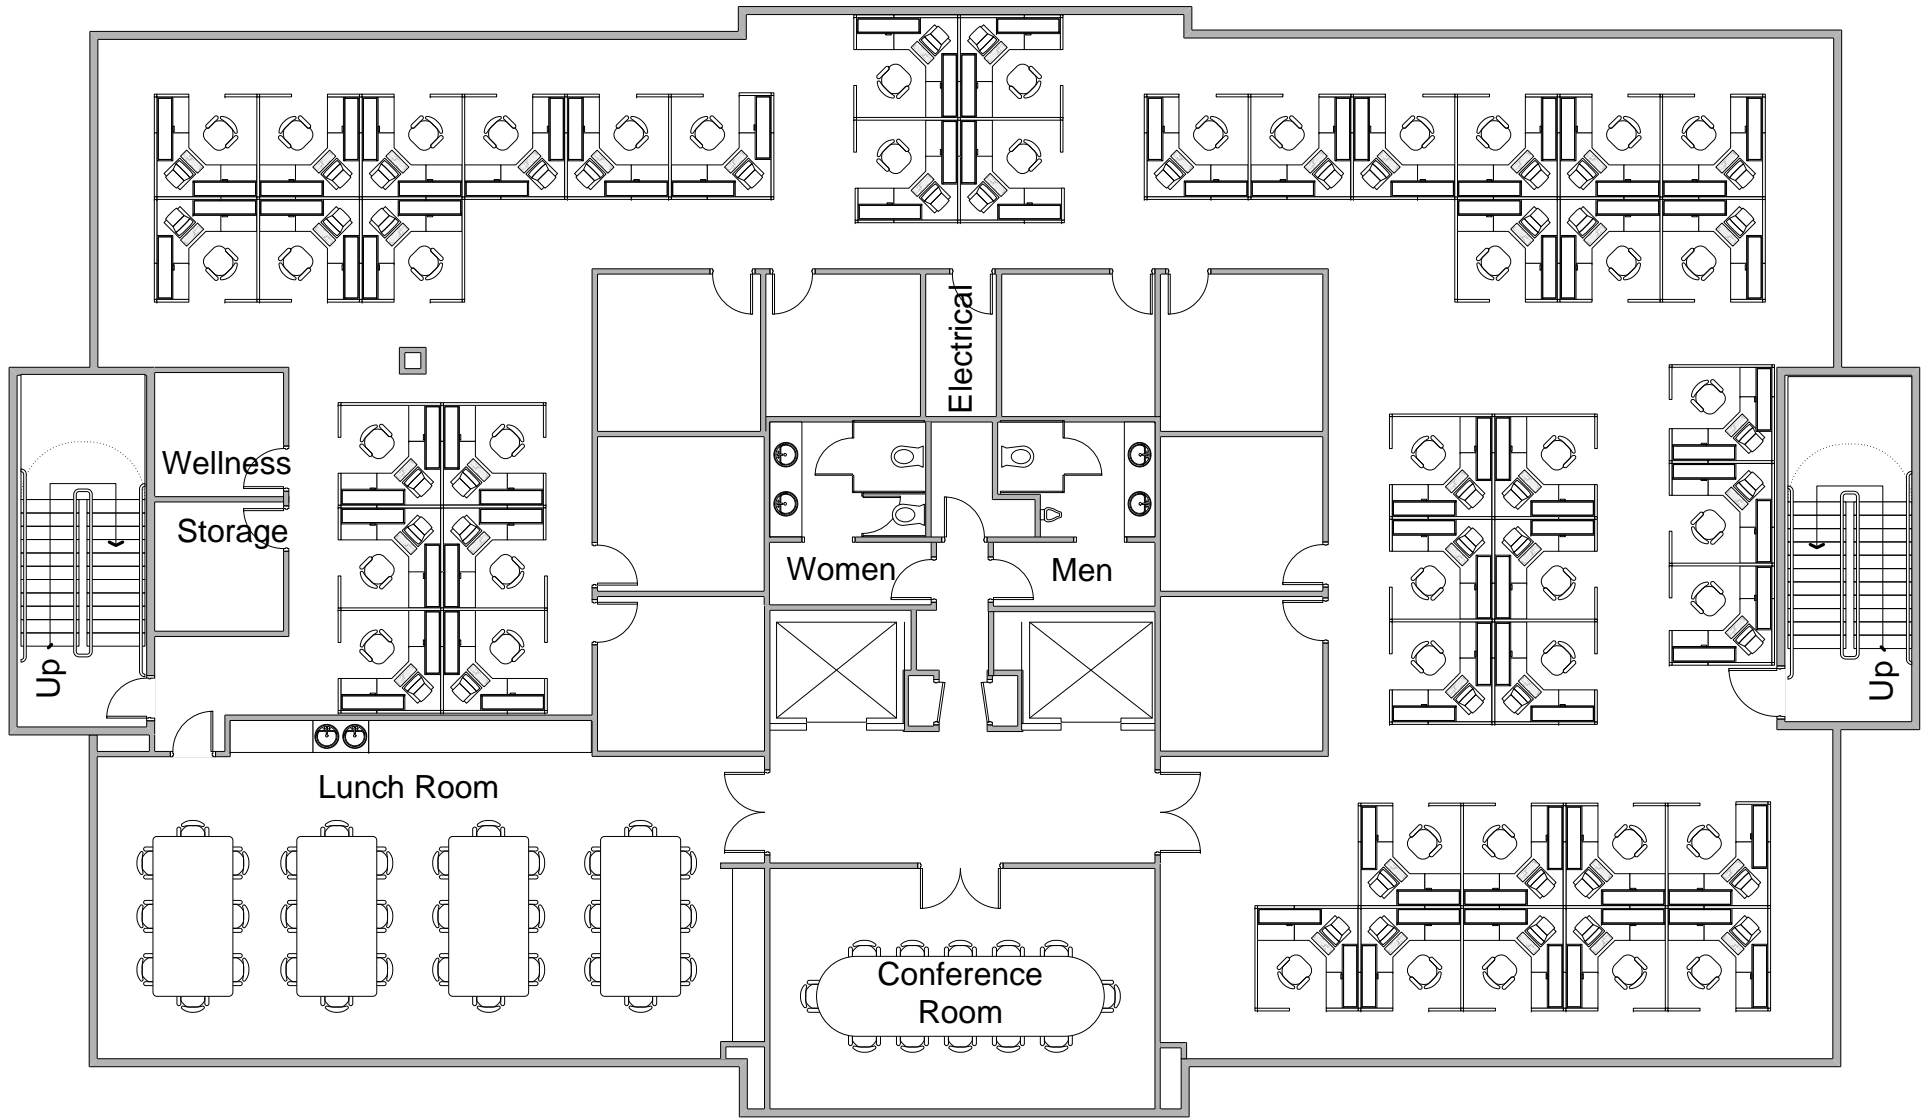 Electrical
Wellness
Storage
Women
Men
Up
Up
Lunch Room
Conference
Room